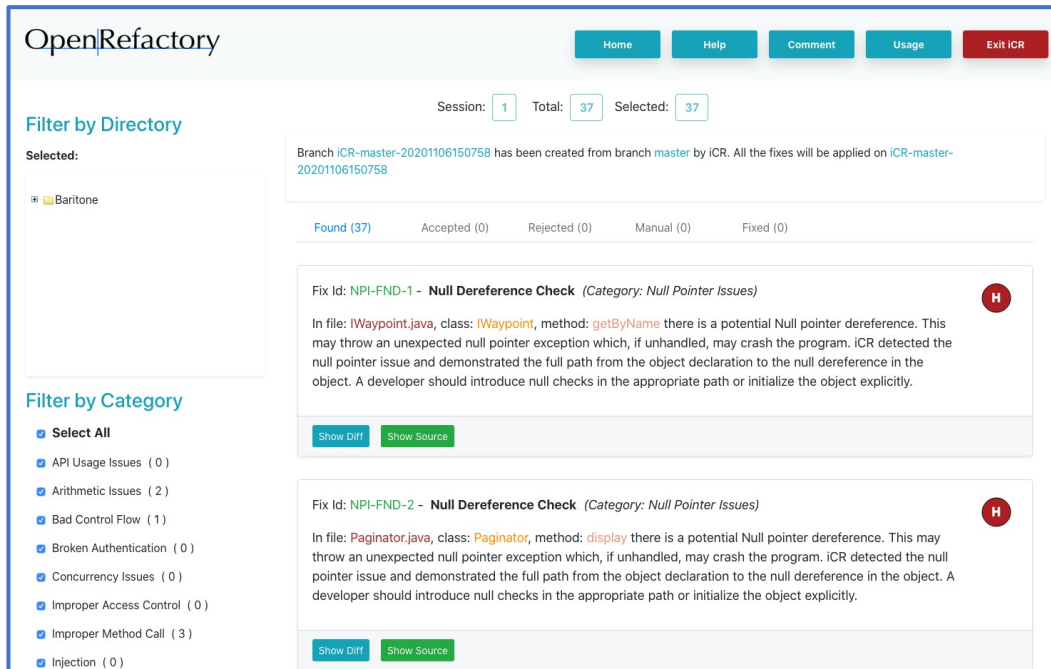 OpenRefactory
Home
Help
Comment
Usage
Exit iCR
Session: 1 Total: 37 Selected: 37
Filter by Directory
Selected:
Baritone
Branch iCR-master-20201106150758 has been created from branch master by iCR. All the fixes will be applied on iCR-master-
20201106150758
Found (37)
Accepted (0)
Rejected (0)
Manual (0)
Fixed (0)
Fix Id: NPI-FND-1 - Null Dereference Check (Category: Null Pointer Issues)
H
In file: IWaypoint.java, class: IWaypoint, method: getByName there is a potential Null pointer dereference. This
may throw an unexpected null pointer exception which, if unhandled, may crash the program. iCR detected the
null pointer issue and demonstrated the full path from the object declaration to the null dereference in the
object. A developer should introduce null checks in the appropriate path or initialize the object explicitly.
Show Diff
Show Source
Filter by Category
Select All
API Usage Issues ( 0 )
Arithmetic Issues ( 2 )
Bad Control Flow ( 1 )
Broken Authentication ( 0 )
Concurrency Issues ( 0 )
Improper Access Control ( 0 )
Improper Method Call ( 3 )
Injection ( 0 )
Fix Id: NPI-FND-2 - Null Dereference Check (Category: Null Pointer Issues)
H
In file: Paginator.java, class: Paginator, method: display there is a potential Null pointer dereference. This may
throw an unexpected null pointer exception which, if unhandled, may crash the program. iCR detected the null
pointer issue and demonstrated the full path from the object declaration to the null dereference in the object. A
developer should introduce null checks in the appropriate path or initialize the object explicitly.
Show Diff
Show Source